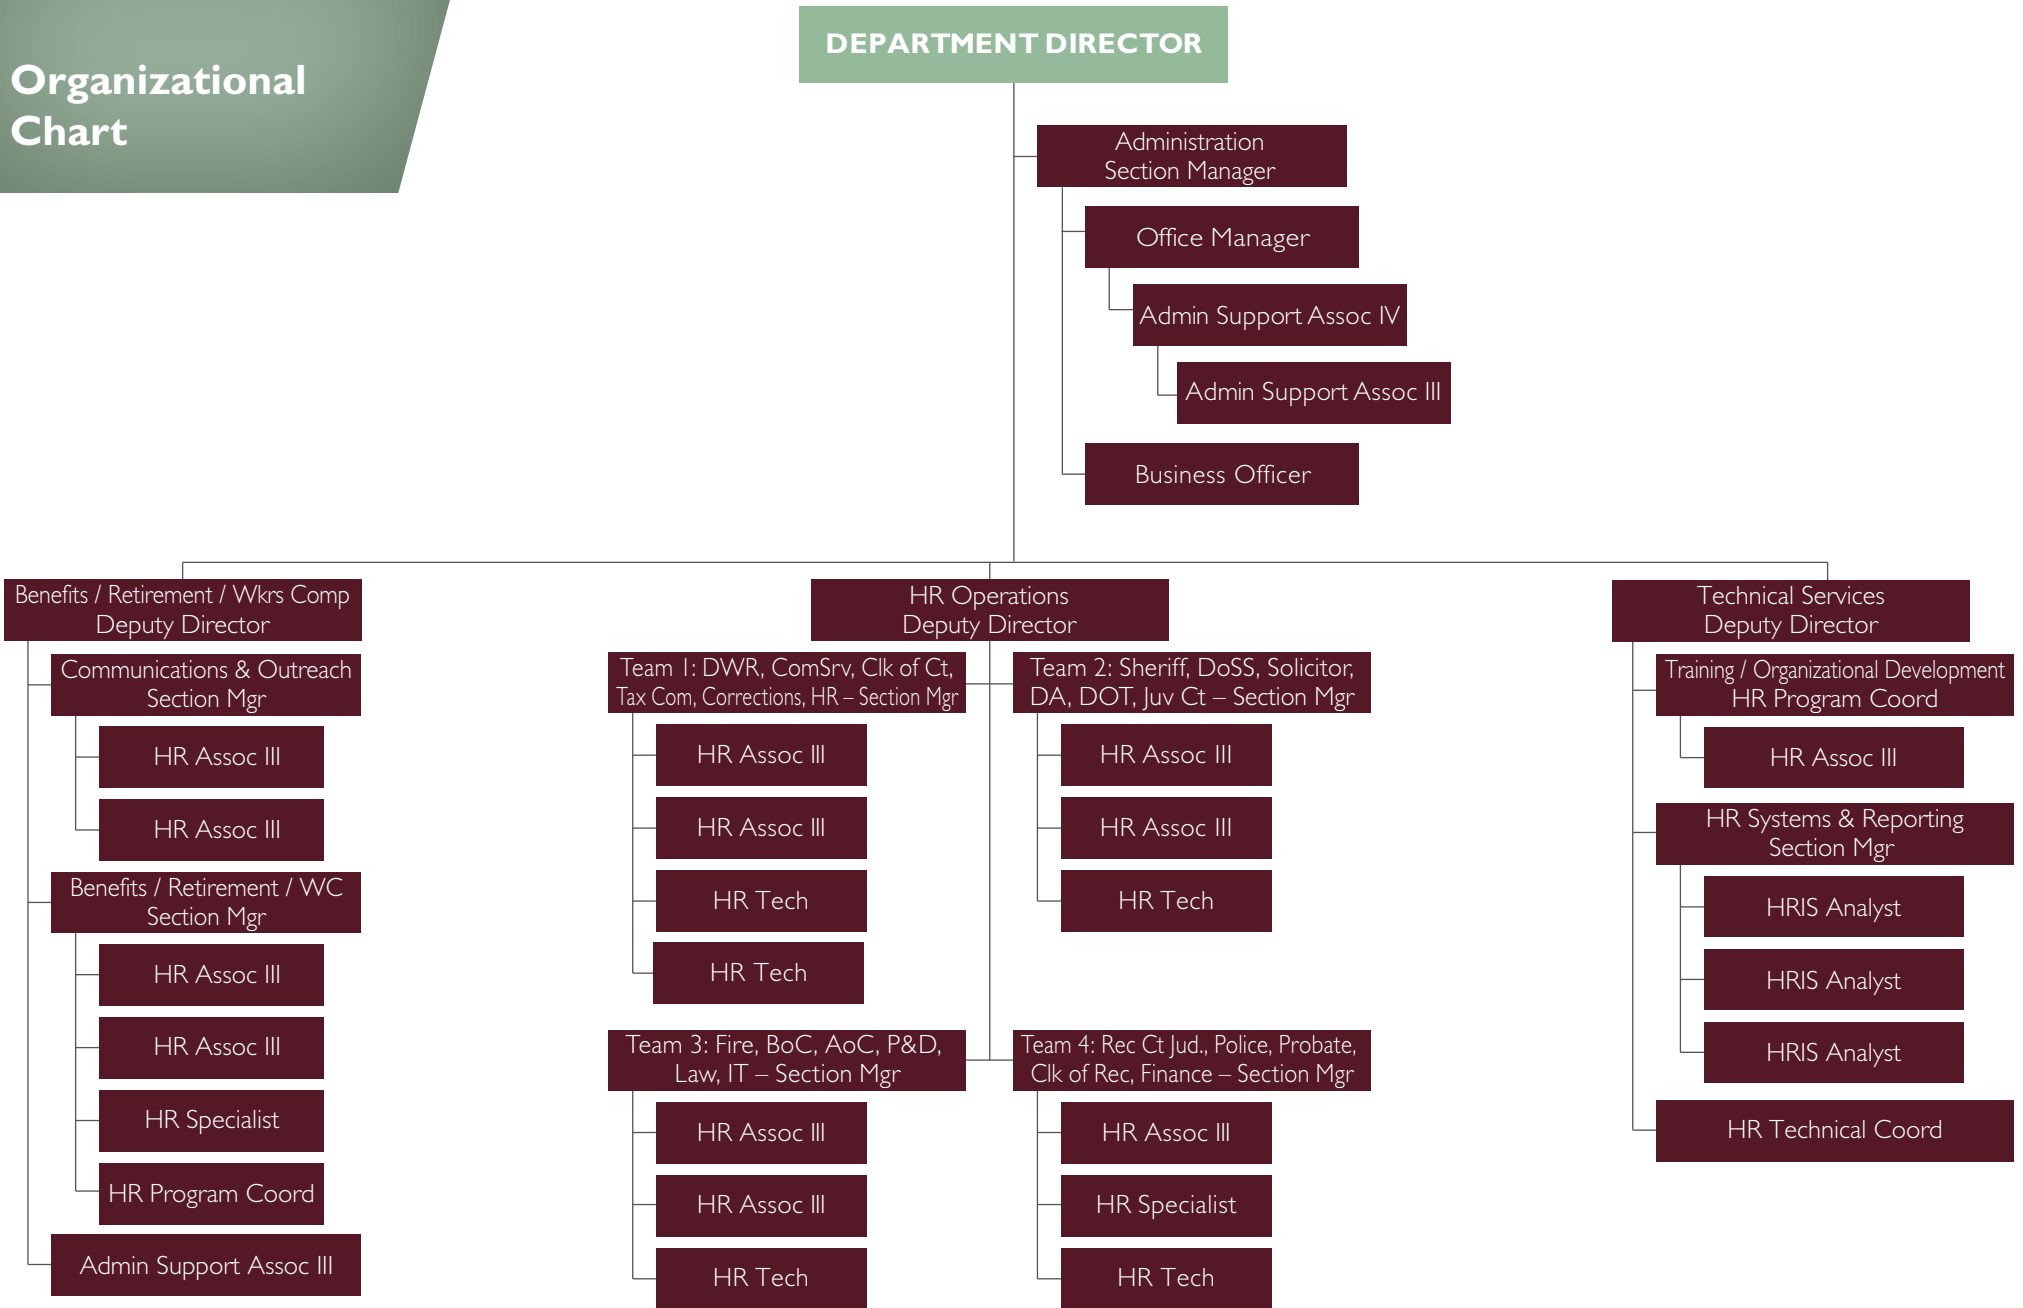 Organizational
Chart
DEPARTMENT DIRECTOR
Administration
Section Manager
Office Manager
Admin Support Assoc IV
Admin Support Assoc III
Business Officer
Benefits / Retirement / Wkrs Comp
Deputy Director
Communications & Outreach
Section Mgr
HR Assoc III
HR Assoc III
Benefits / Retirement / WC
Section Mgr
HR Assoc III
HR Assoc III
HR Specialist
HR Program Coord
Admin Support Assoc III
HR Operations
Deputy Director
Team 1: DWR, ComSrv, Clk of Ct,
Tax Com, Corrections, HR – Section Mgr
HR Assoc III
HR Assoc III
HR Tech
HR Tech
Team 2: Sheriff, DoSS, Solicitor,
DA, DOT, Juv Ct – Section Mgr
HR Assoc III
HR Assoc III
HR Tech
Team 3: Fire, BoC, AoC, P&D,
Law, IT – Section Mgr
HR Assoc III
HR Assoc III
HR Tech
Team 4: Rec Ct Jud., Police, Probate,
Clk of Rec, Finance – Section Mgr
HR Assoc III
HR Specialist
HR Tech
Technical Services
Deputy Director
Training / Organizational Development
HR Program Coord
HR Assoc III
HR Systems & Reporting
Section Mgr
HRIS Analyst
HRIS Analyst
HRIS Analyst
HR Technical Coord